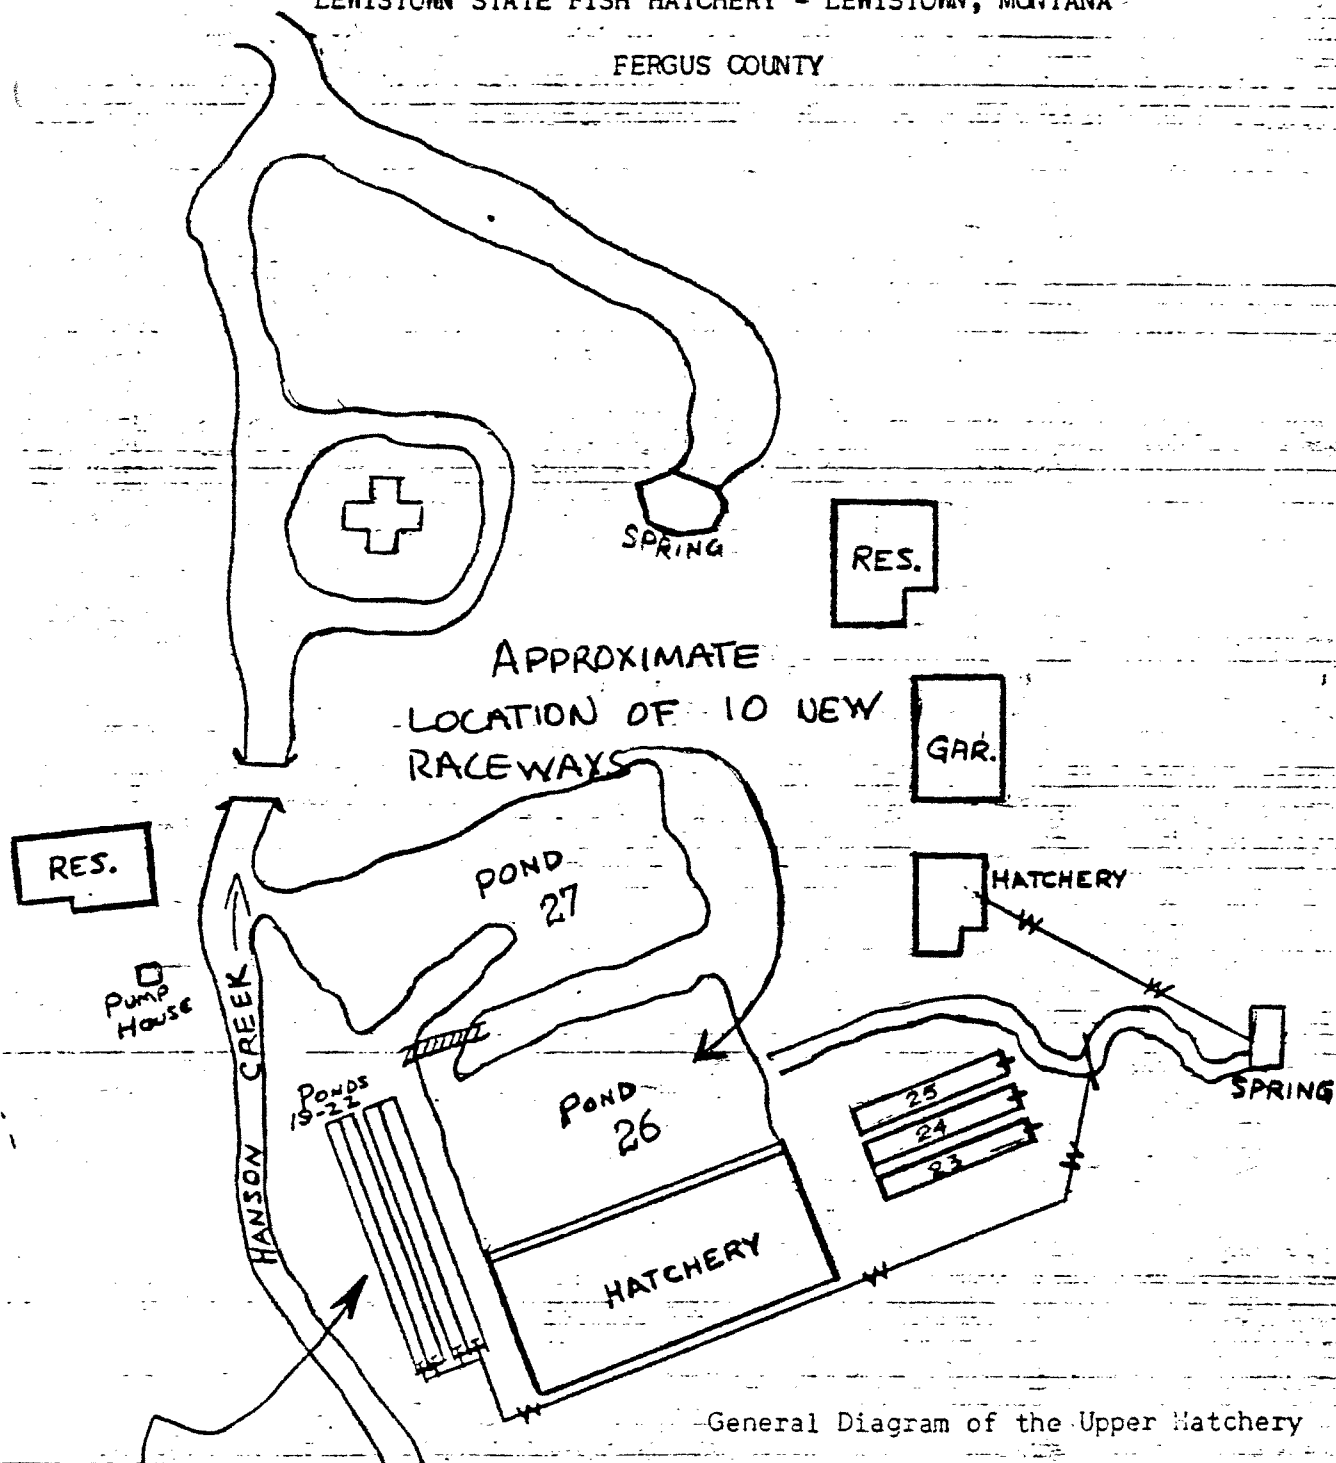 LEWISTOWN STATE FISH HATCHERY - LEWISTOWN, MONTANA
FERGUS COUNTY
SPRING
RES.
APPROXIMATE
LOCATION OF 10 NEW
RACEWAYS
GAR.
RES.
POND
27
HATCHERY
PUMP
HOUSE
HANSON CREEK
PONDS
19-22
POND
26
25
24
23
SPRING
HATCHERY
W
W
W
W
W
General Diagram of the Upper Hatchery